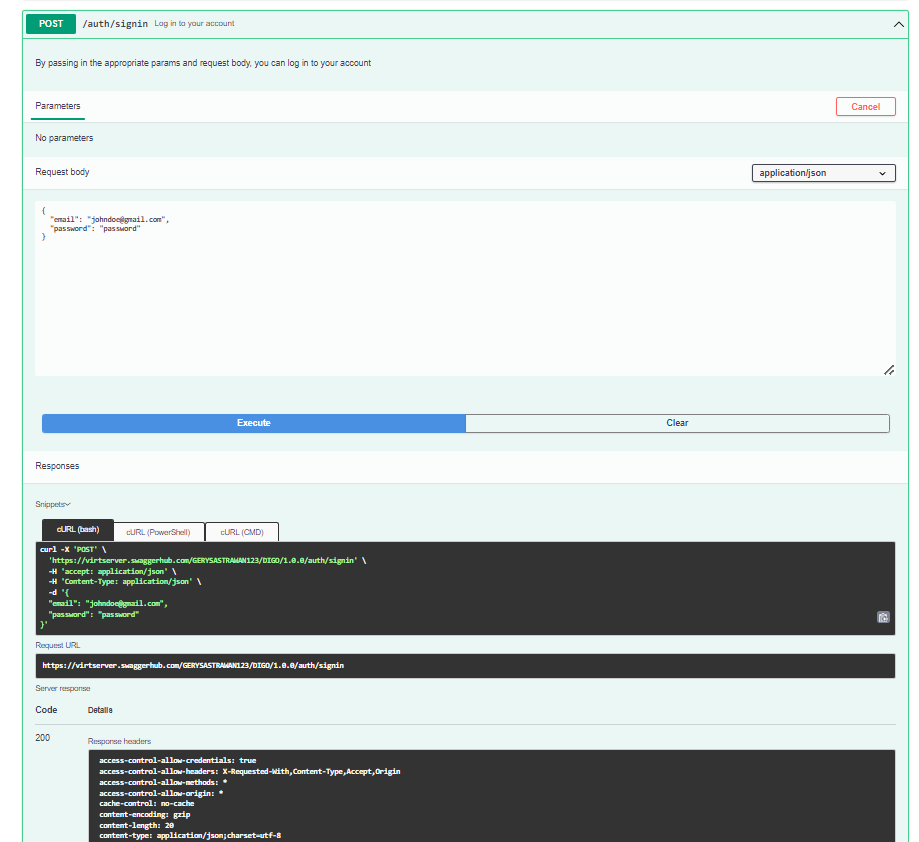 POST /auth/signin Log in to your account
By passing in the appropriate params and request body, you can log in to your account
Parameters
Cancel
No parameters
Request body
application/json
{
"email": "johndoe@gmail.com",
"password": "password"
}
Execute
Clear
Responses
Snippets
cURL (bash)
cURL (PowerShell)
cURL (CMD)
curl -X 'POST' \
'https://virtserver.swaggerhub.com/GERYSASTRAWAN123/DIGO/1.0.0/auth/signin' \
-H 'accept: application/json' \
-H 'Content-Type: application/json' \
-d '{
"email": "johndoe@gmail.com",
"password": "password"
}'
Request URL
https://virtserver.swaggerhub.com/GERYSASTRAWAN123/DIGO/1.0.0/auth/signin
Server response
Code Details
200
Response headers
access-control-allow-credentials: true
access-control-allow-headers: X-Requested-With,Content-Type,Accept,Origin
access-control-allow-methods: *
access-control-allow-origin: *
cache-control: no-cache
content-encoding: gzip
content-length: 20
content-type: application/json;charset=utf-8